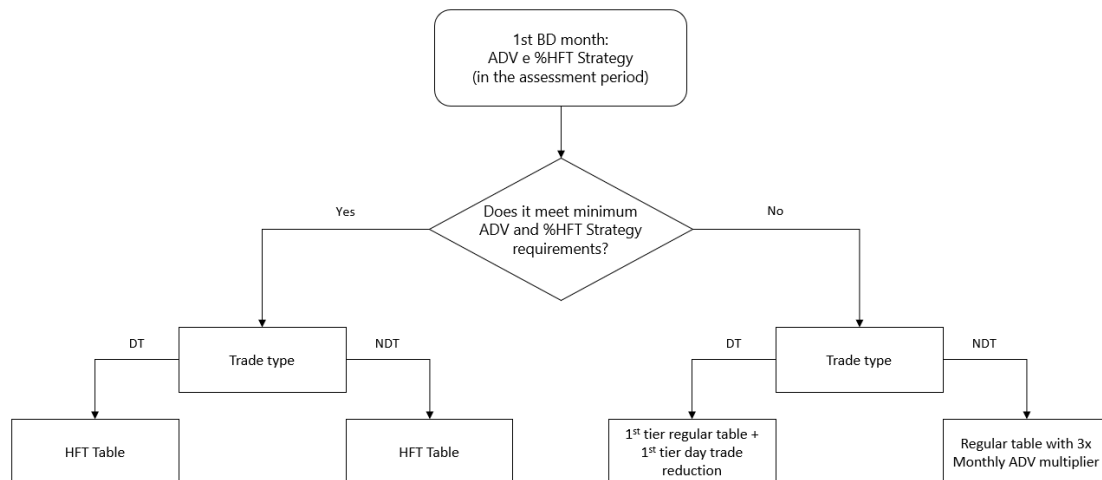 1st BD month:
ADV e %HFT Strategy
(in the assessment period)
Yes
Does it meet minimum
ADV and %HFT Strategy
requirements?
No
DT
Trade type
NDT
DT
Trade type
NDT
HFT Table
HFT Table
1st tier regular table +
1st tier day trade
reduction
Regular table with 3x
Monthly ADV multiplier